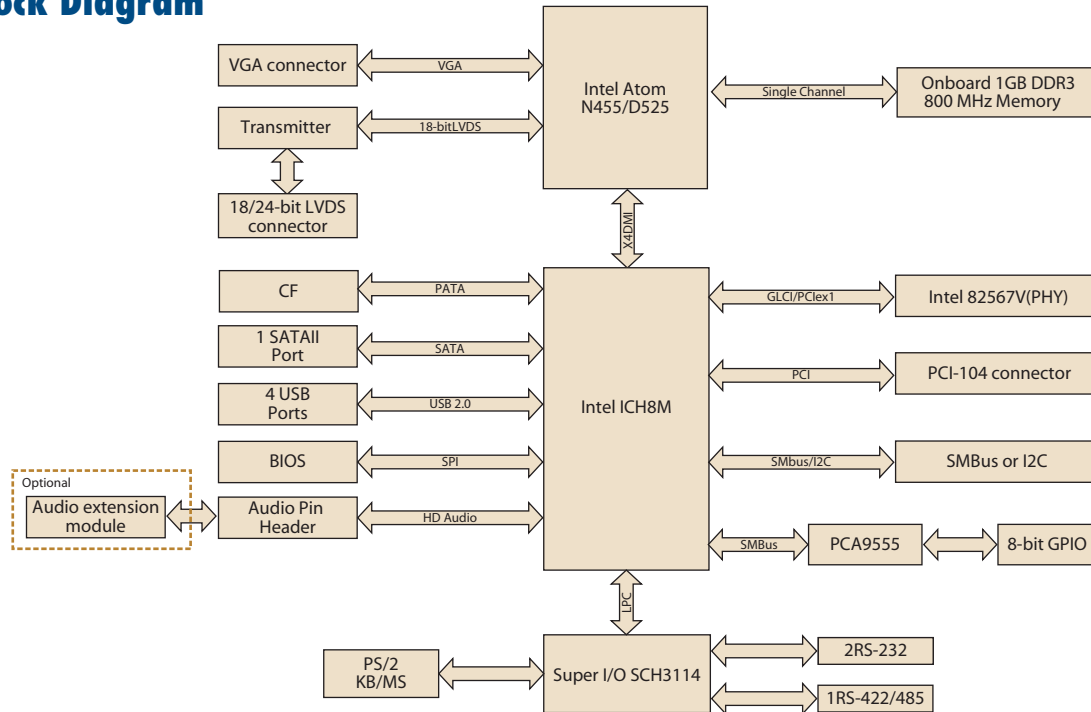 ock Diagram
VGA connector
VGA
Intel Atom
N455/D525
Single Channel
Onboard 1GB DDR3
800 MHz Memory
Transmitter
18-bitLVDS
18/24-bit LVDS
connector
X4DMI
CF
PATA
GLCI/PCIex1
Intel 82567V(PHY)
1 SATAII
Port
SATA
PCI
PCI-104 connector
4 USB
Ports
USB 2.0
Intel ICH8M
BIOS
SPI
SMbus/I2C
SMBus or I2C
Optional
Audio extension
module
Audio Pin
Header
HD Audio
SMBus
PCA9555
8-bit GPIO
LPC
PS/2
KB/MS
Super I/O SCH3114
2RS-232
1RS-422/485